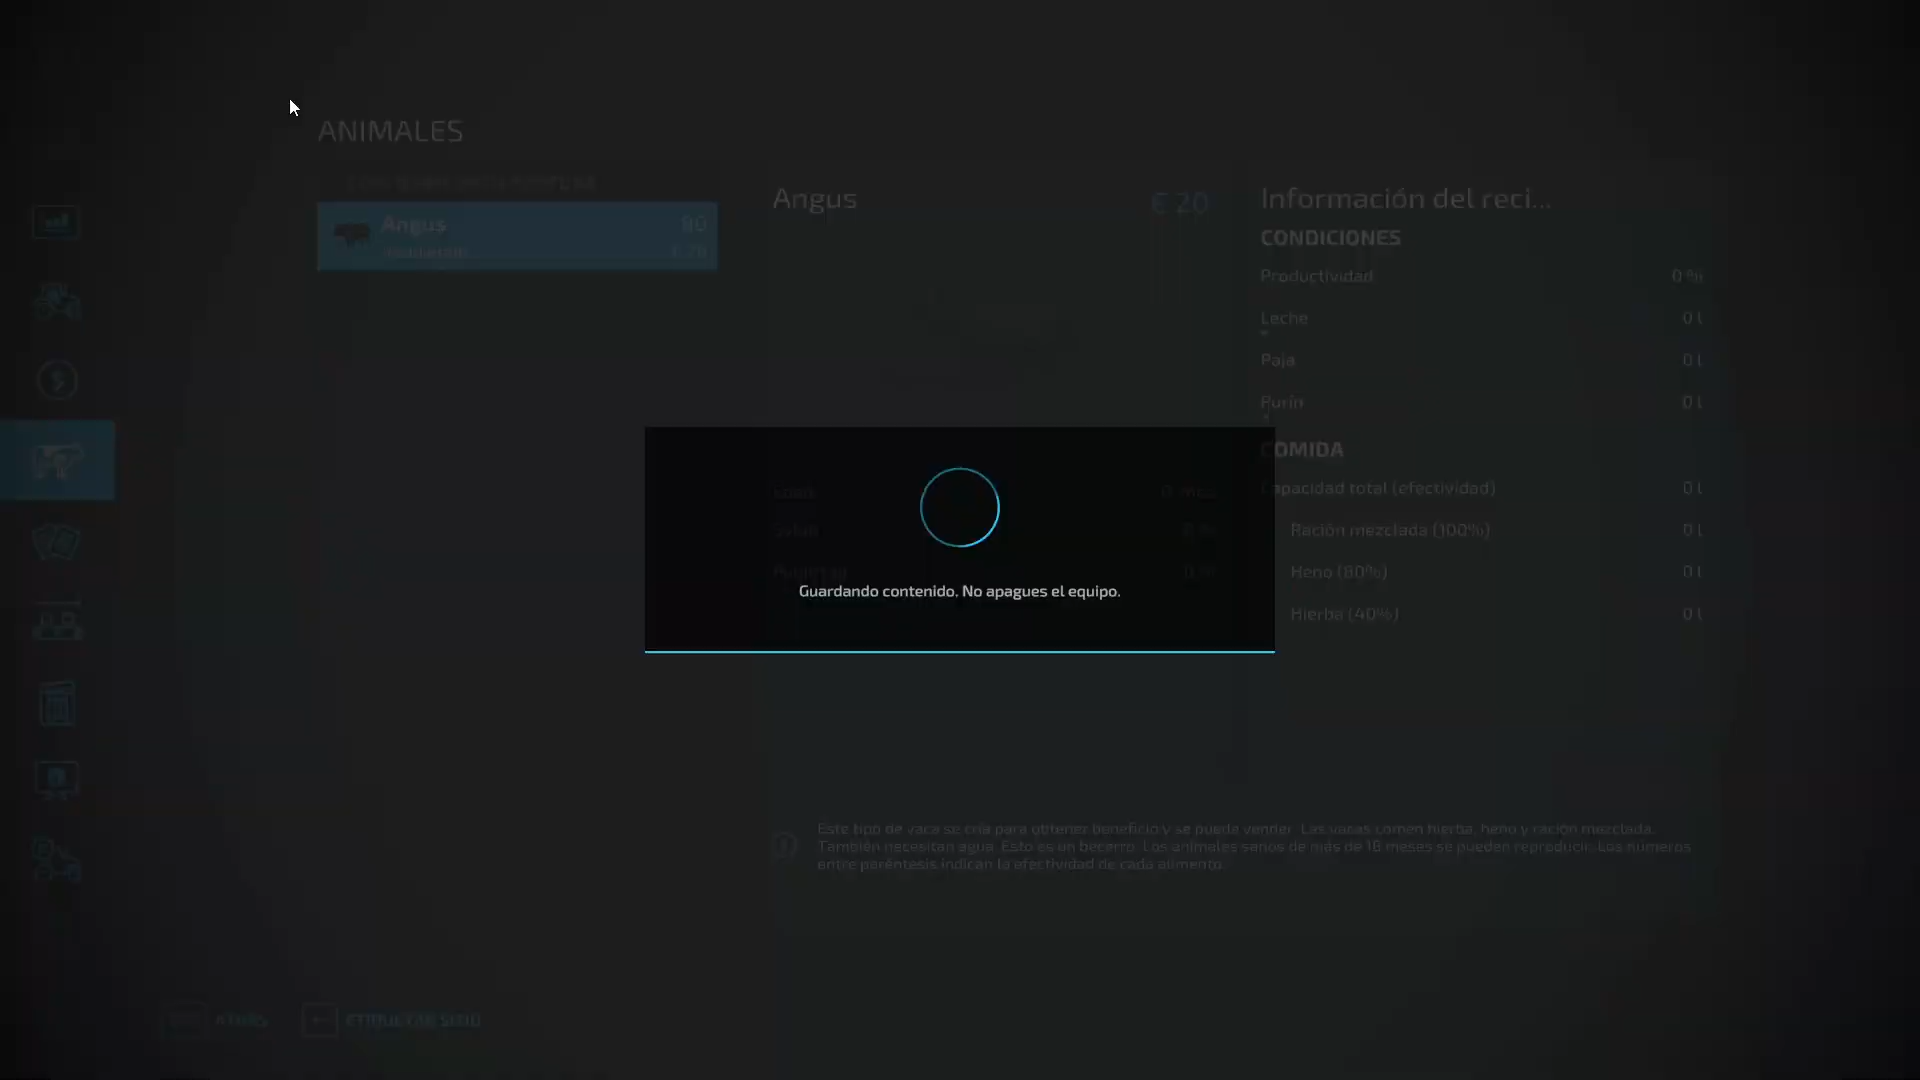 ANIMALES
Angus
80
Angus
€ 20
Información del reci...
CONDICIONES
Productividad
0 %
Leche
0 l
Paja
0 l
Purín
0 l
COMIDA
Capacidad total (efectividad)
0 l
Ración mezclada (100%)
0 l
Heno (80%)
0 l
Hierba (40%)
0 l
Guardando contenido. No apagues el equipo.
Este tipo de vaca se cría para obtener beneficio y se puede vender. Las vacas comen hierba, heno y ración mezclada.
También necesitan agua. Esto es un becerro. Los animales sanos de más de 18 meses se pueden reproducir. Los números
entre paréntesis indican la efectividad de cada alimento.
ATRÁS
ETIQUETAR SITIO